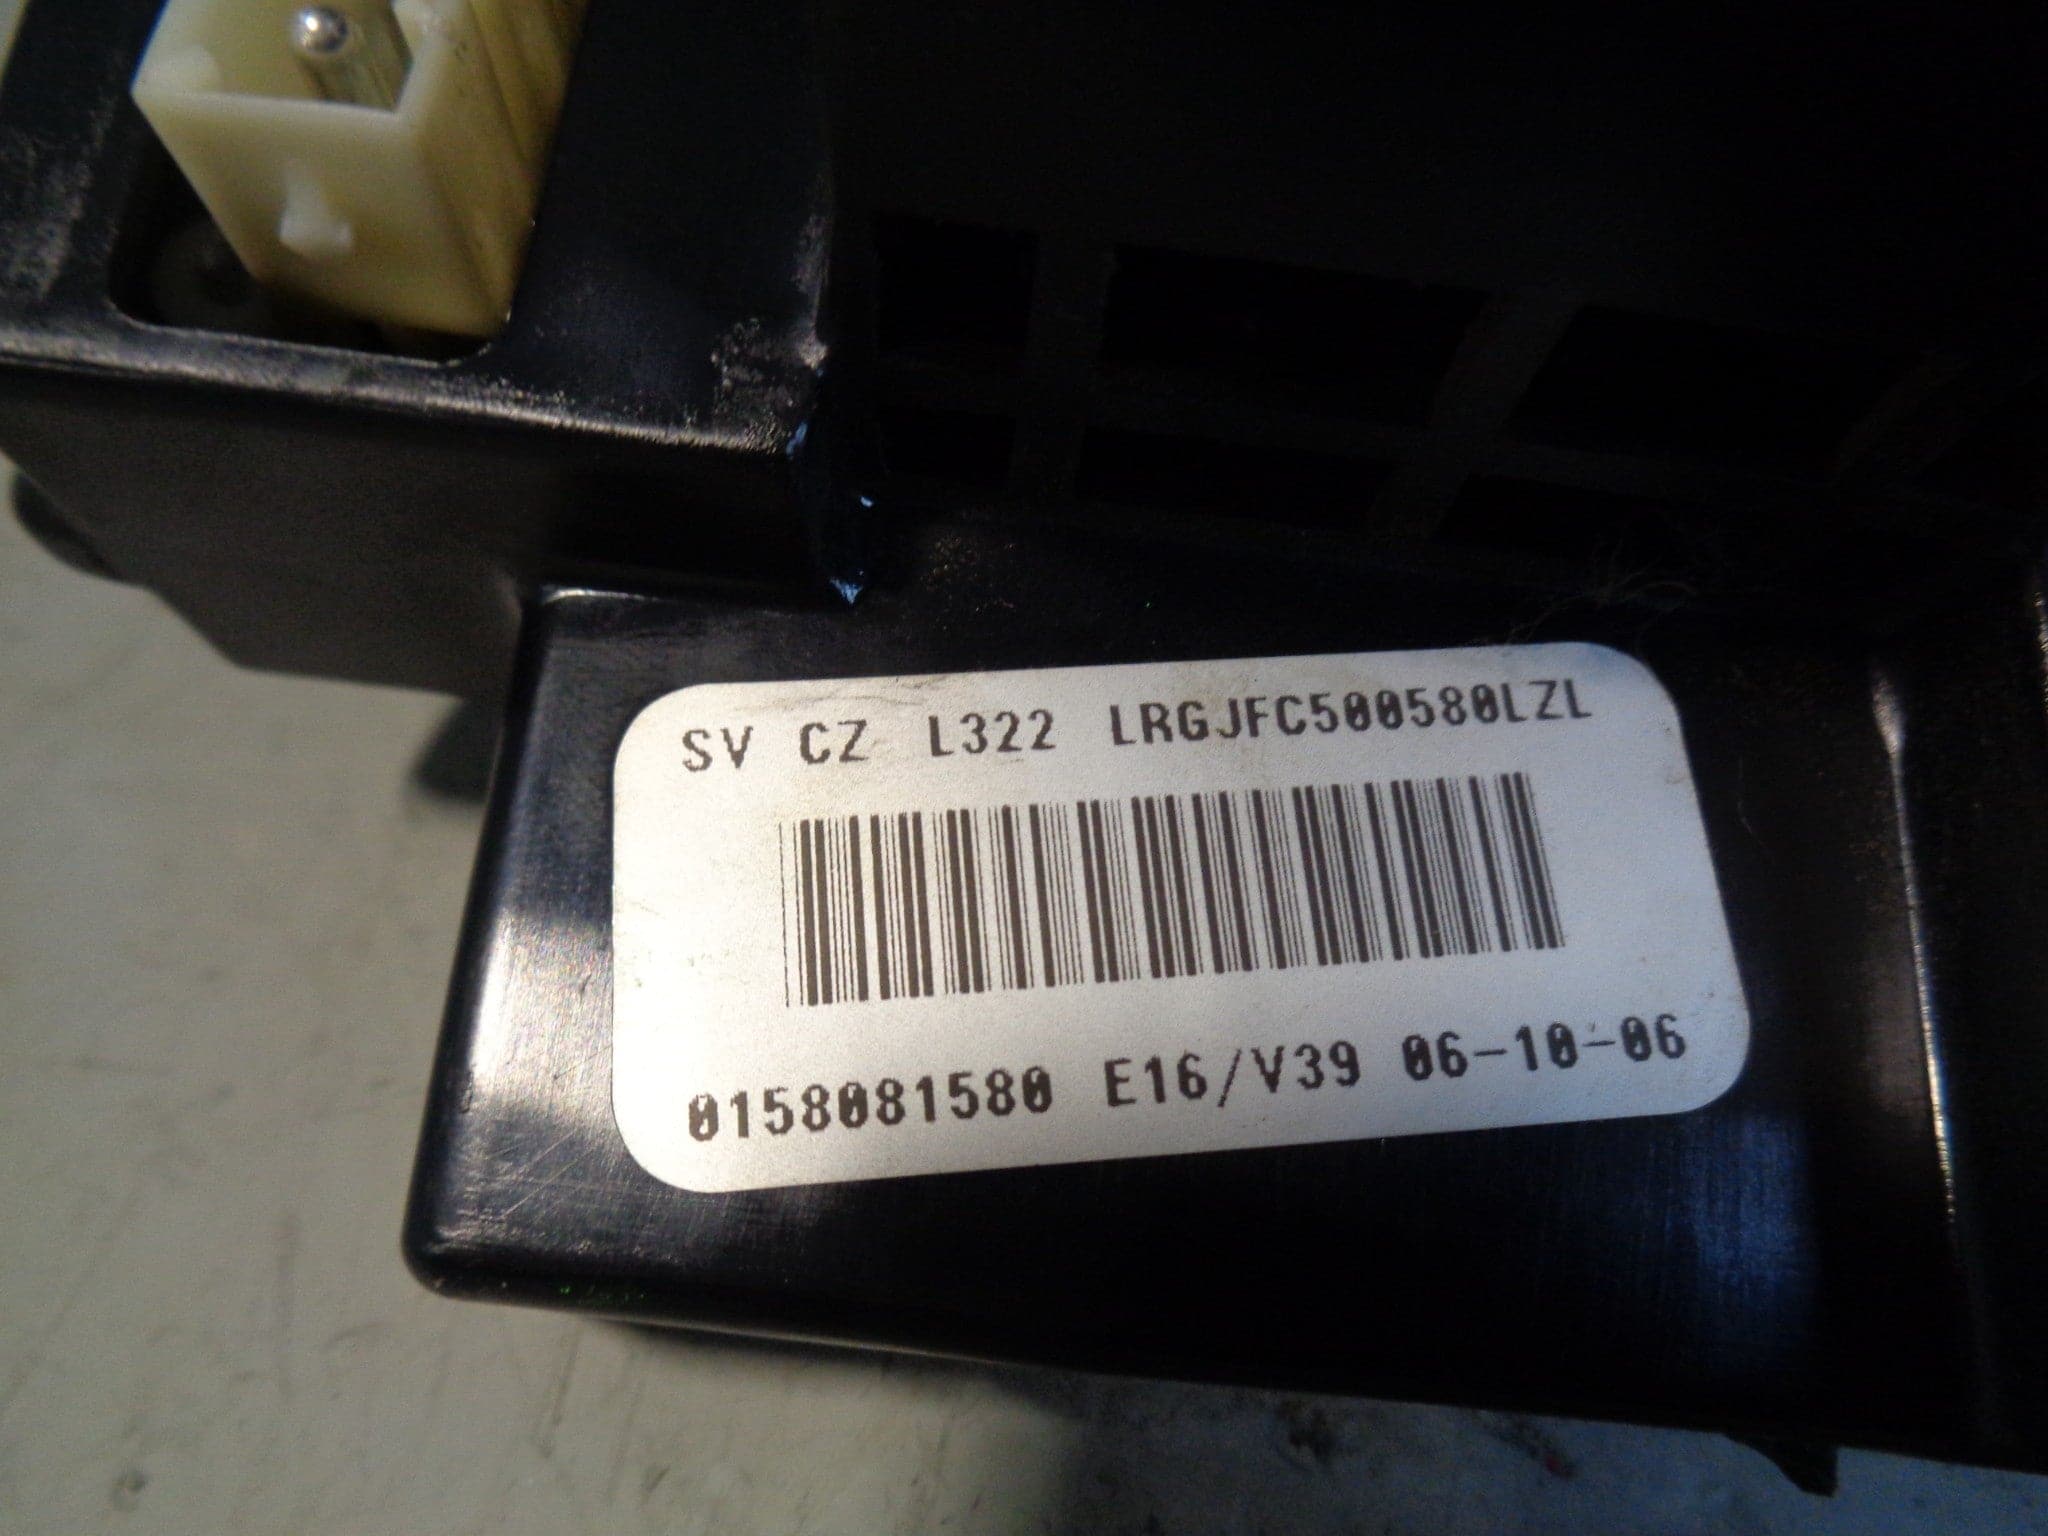 SV CZ L322 LRGJFC500580LZL
0158081580 E16/V39 06-10-06